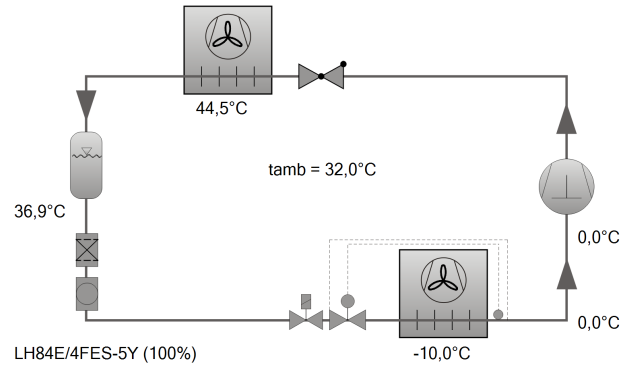 44,5°C
tamb = 32,0°C
36,9°C
0,0°C
0,0°C
LH84E/4FES-5Y (100%)
-10,0°C